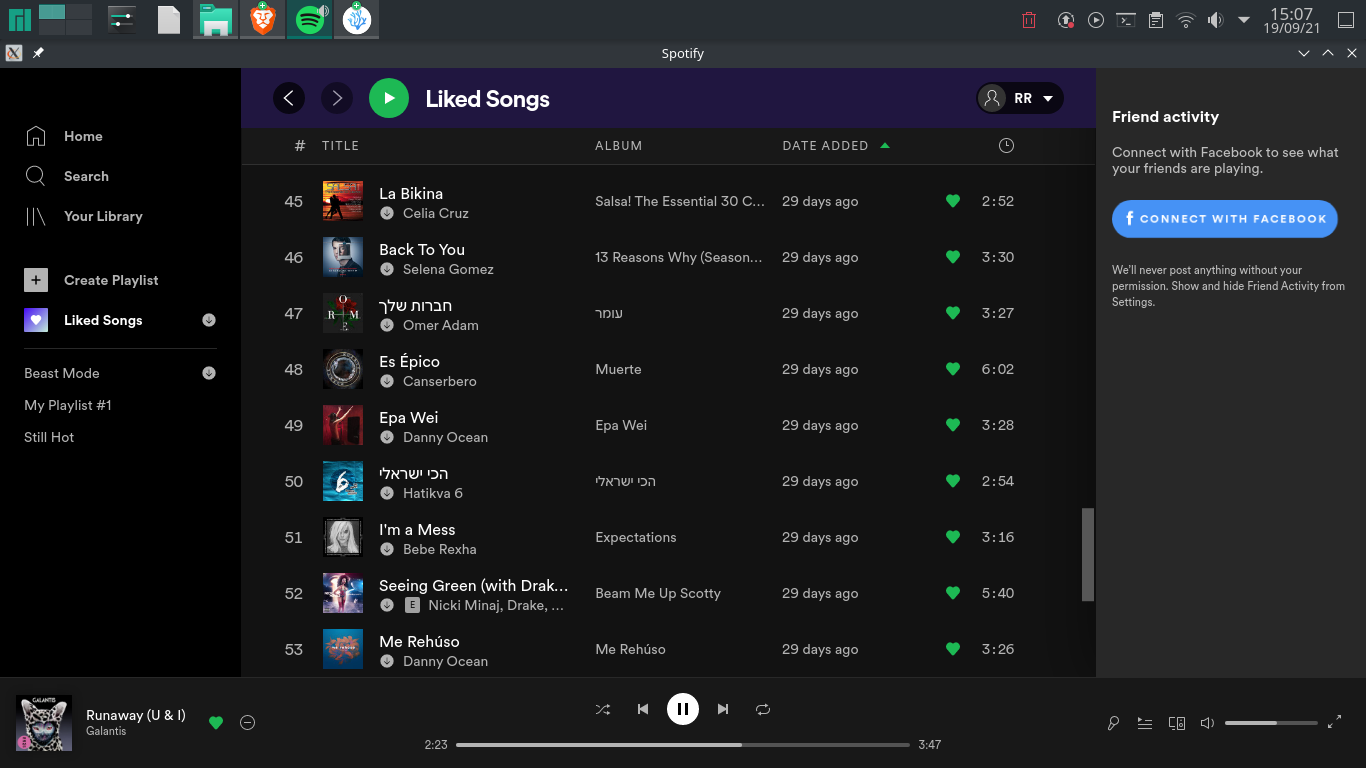 15:07
19/09/21
Spotify
Home
Search
Your Library
Create Playlist
Liked Songs
Beast Mode
My Playlist #1
Still Hot
Liked Songs
RR
# TITLE ALBUM DATE ADDED
45 La Bikina Salsa! The Essential 30 C... 29 days ago 2:52
Celia Cruz
46 Back To You 13 Reasons Why (Season... 29 days ago 3:30
Selena Gomez
47 חברות שלך עומר 29 days ago 3:27
Omer Adam
48 Es Épico Muerte 29 days ago 6:02
Canserbero
49 Epa Wei Epa Wei 29 days ago 3:28
Danny Ocean
50 הכי ישראלי הכי ישראלי 29 days ago 2:54
Hatikva 6
51 I'm a Mess Expectations 29 days ago 3:16
Bebe Rexha
52 Seeing Green (with Drak... Beam Me Up Scotty 29 days ago 5:40
E Nicki Minaj, Drake, ...
53 Me Rehúso Me Rehúso 29 days ago 3:26
Danny Ocean
Friend activity
Connect with Facebook to see what
your friends are playing.
CONNECT WITH FACEBOOK
We'll never post anything without your
permission. Show and hide Friend Activity from
Settings.
GALANTIS
Runaway (U & I)
Galantis
2:23
3:47